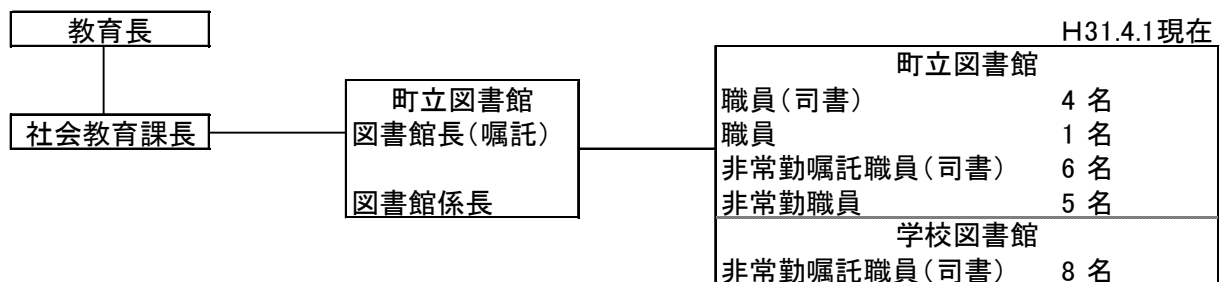 教育長
H31.4.1現在
社会教育課長
町立図書館
図書館長(嘱託)
図書館係長
町立図書館
職員(司書) 4 名
職員 1 名
非常勤嘱託職員(司書) 6 名
非常勤職員 5 名
学校図書館
非常勤嘱託職員(司書) 8 名